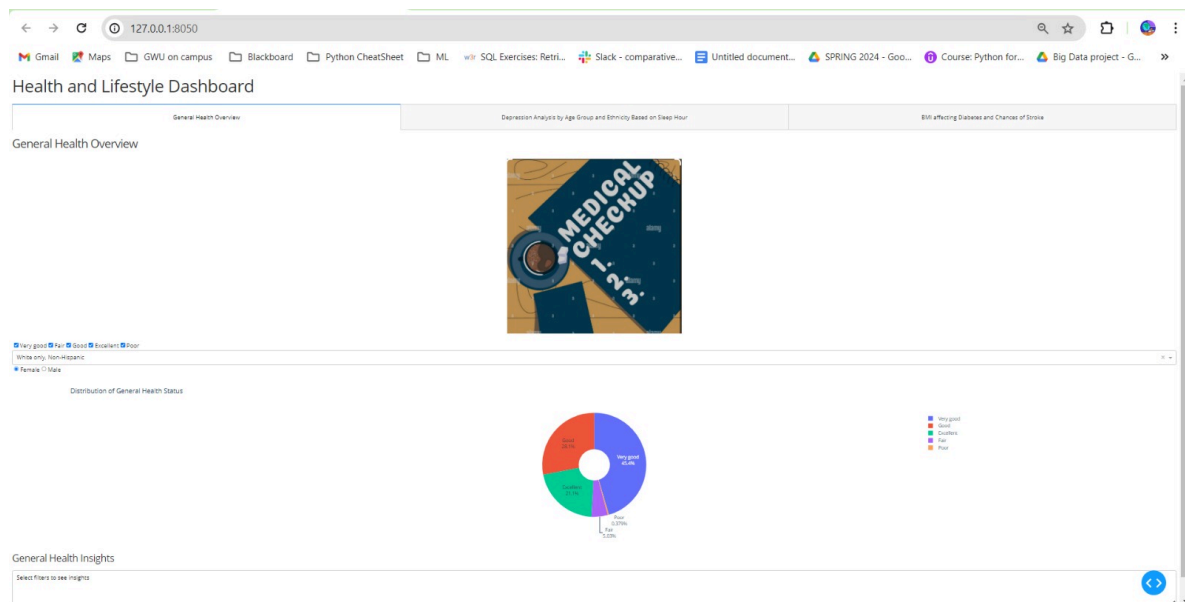 127.0.0.1:8050
Gmail Maps GWU on campus Blackboard Python CheatSheet ML w3r SQL Exercises: Retri... Slack - comparative... Untitled document... SPRING 2024 - Goo... Course: Python for... Big Data project - G...
Health and Lifestyle Dashboard
General Health Overview Depression Analysis by Age Group and Ethnicity Based on Sleep Hour BMI affecting Diabetes and Chances of Stroke
General Health Overview
MEDICAL
CHECKUP
1.
2.
3.
Very good Fair Good Excellent Poor
White only, Non-Hispanic
Female Male
Distribution of General Health Status
Very good
Good
Excellent
Fair
Poor
Good
Very good
45.4%
Excellent
Poor
0.379%
Fair
General Health Insights
Select filters to see insights